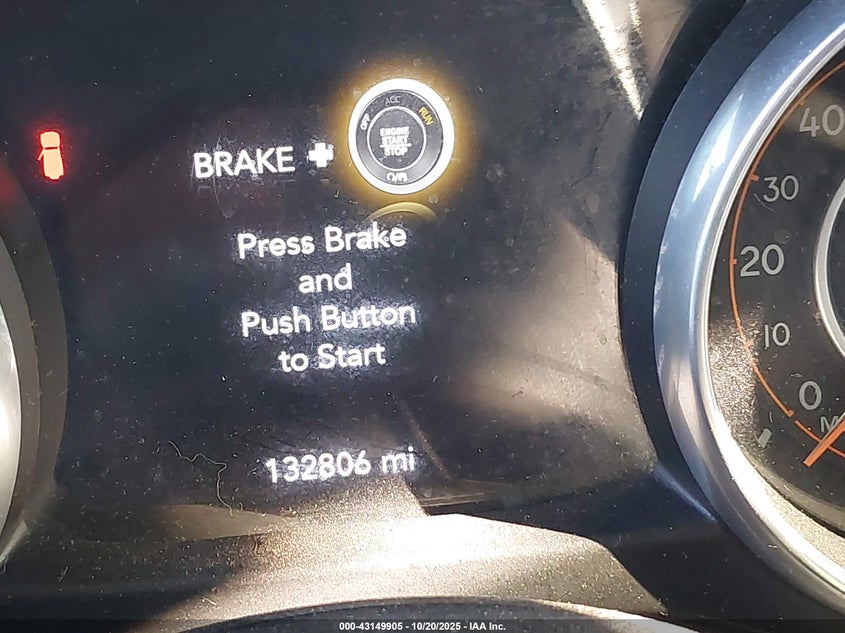 OFF ACC RUN
ENGINE
START
STOP
BRAKE +
Press Brake
and
Push Button
to Start
132806 mi
40
30
20
10
0
M
000-43149905 - 10/20/2025 - IAA Inc.